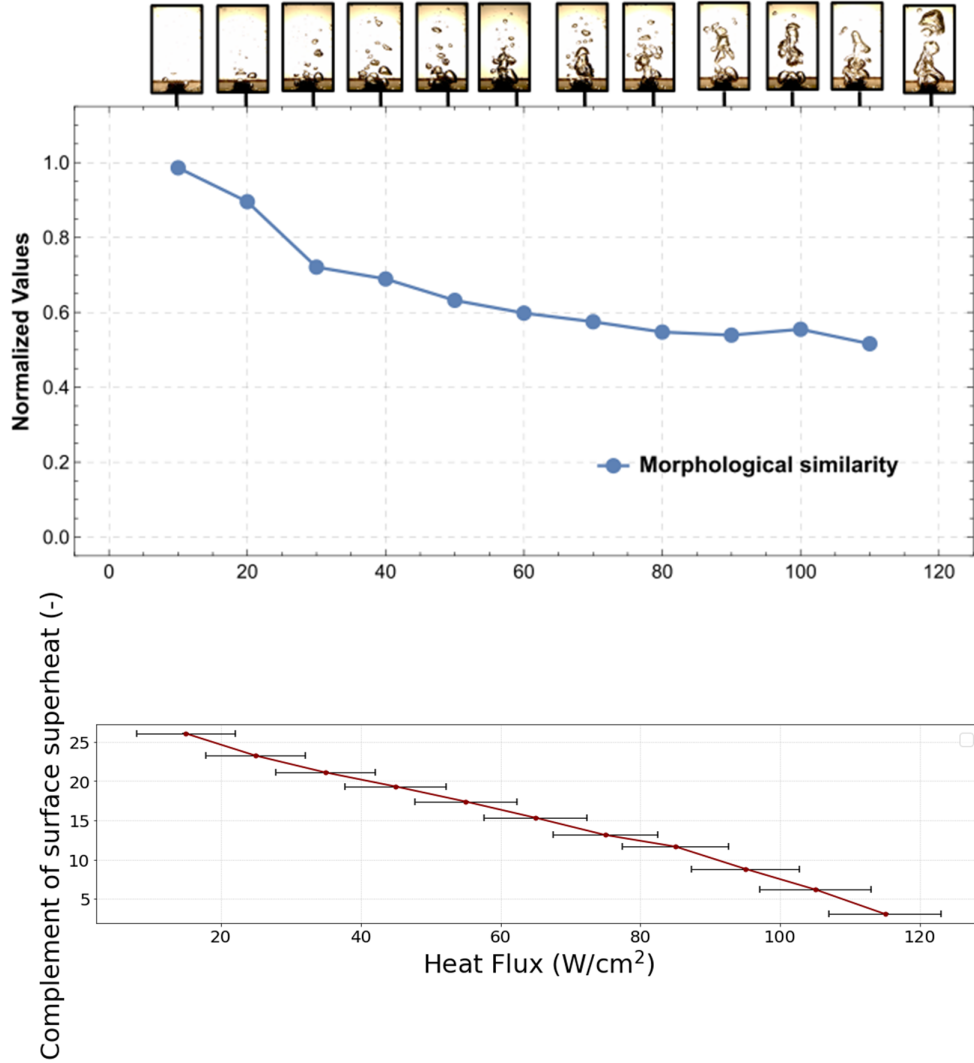 Normalized Values
1.0
0.8
0.6
0.4
0.2
0.0
Morphological similarity
0 20 40 60 80 100 120
Complement of surface superheat (-)
25
20
15
10
5
20 40 60 80 100 120
Heat Flux (W/cm²)